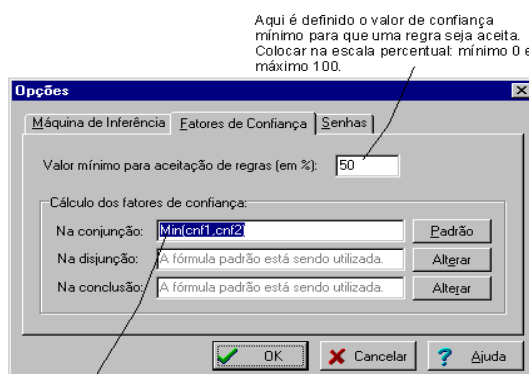 Aqui é definido o valor de confiança
mínimo para que uma regra seja aceita.
Colocar na escala percentual: mínimo 0 e
máximo 100.
Opções
Máquina de Inferência
Fatores de Confiança
Senhas
Valor mínimo para aceitação de regras (em %): 50
Cálculo dos fatores de confiança:
Na conjunção: Min(cnf1,cnf2) Padrão
Na disjunção: A fórmula padrão está sendo utilizada. Alterar
Na conclusão: A fórmula padrão está sendo utilizada. Alterar
OK
Cancelar
Ajuda